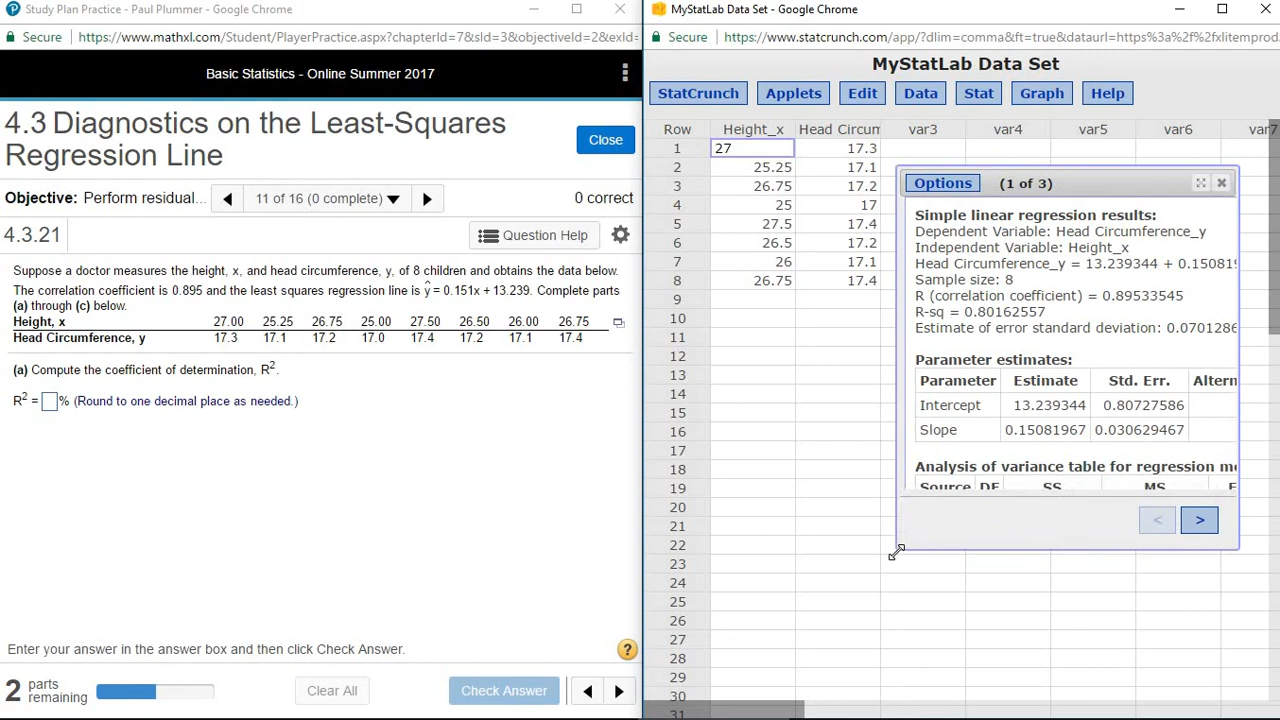 Study Plan Practice - Paul Plummer - Google Chrome
Secure https://www.mathxl.com/Student/PlayerPractice.aspx?chapterId=7&sId=3&objectiveId=2&exId=
Basic Statistics - Online Summer 2017
4.3 Diagnostics on the Least-Squares
Regression Line
Close
Objective: Perform residual...
11 of 16 (0 complete)
0 correct
4.3.21
Question Help
Suppose a doctor measures the height, x, and head circumference, y, of 8 children and obtains the data below.
The correlation coefficient is 0.895 and the least squares regression line is ŷ = 0.151x + 13.239. Complete parts
(a) through (c) below.
Height, x 27.00 25.25 26.75 25.00 27.50 26.50 26.00 26.75
Head Circumference, y 17.3 17.1 17.2 17.0 17.4 17.2 17.1 17.4
(a) Compute the coefficient of determination, R².
R² = % (Round to one decimal place as needed.)
Enter your answer in the answer box and then click Check Answer.
?
2 parts
remaining
Clear All
Check Answer
MyStatLab Data Set - Google Chrome
Secure https://www.statcrunch.com/app/?dlim=comma&ft=true&dataurl=https%3a%2f%2fxlitemprod.
MyStatLab Data Set
StatCrunch Applets Edit Data Stat Graph Help
Row Height_x Head Circum var3 var4 var5 var6 var7
1 27 17.3
2 25.25 17.1
3 26.75 17.2
4 25 17
5 27.5 17.4
6 26.5 17.2
7 26 17.1
8 26.75 17.4
9
10
11
12
13
14
15
16
17
18
19
20
21
22
23
24
25
26
27
28
29
30
31
Options (1 of 3)
Simple linear regression results:
Dependent Variable: Head Circumference_y
Independent Variable: Height_x
Head Circumference_y = 13.239344 + 0.150819
Sample size: 8
R (correlation coefficient) = 0.89533545
R-sq = 0.80162557
Estimate of error standard deviation: 0.0701286
Parameter estimates:
Parameter Estimate Std. Err. Altern
Intercept 13.239344 0.80727586
Slope 0.15081967 0.030629467
Analysis of variance table for regression m
Source DF SS MS F
< >